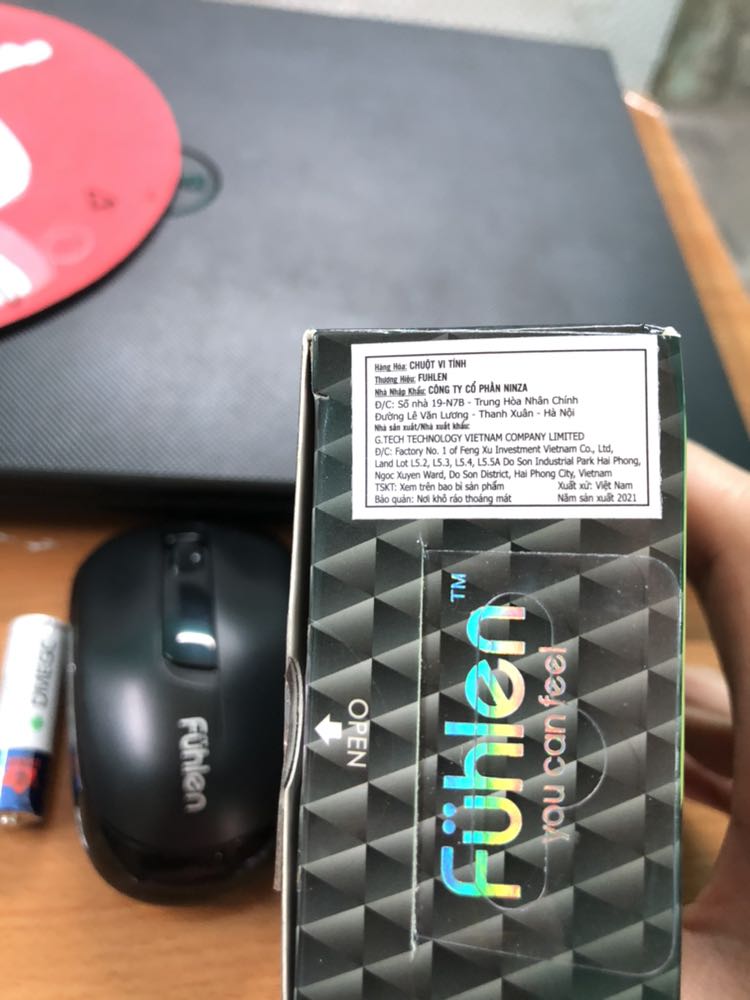 Hàng Hóa: CHUỘT VI TÍNH
Thương Hiệu: FUHLEN
Nhà Nhập Khẩu: CÔNG TY CỔ PHẦN NINZA
Đ/C: Số nhà 19-N7B - Trung Hòa Nhân Chính
Đường Lê Văn Lương - Thanh Xuân - Hà Nội
Nhà sản xuất/Nhà xuất khẩu:
G.TECH TECHNOLOGY VIETNAM COMPANY LIMITED
Đ/C: Factory No. 1 of Feng Xu Investment Vietnam Co., Ltd,
Land Lot L5.2, L5.3, L5.4, L5.5A Do Son Industrial Park Hai Phong,
Ngoc Xuyen Ward, Do Son District, Hai Phong City, Vietnam
TSKT: Xem trên bao bì sản phẩm Xuất xứ: Việt Nam
Bảo quản: Nơi khô ráo thoáng mát Năm sản xuất 2021
Fühlen TM
you can feel
OPEN
Fühlen
DMEGC